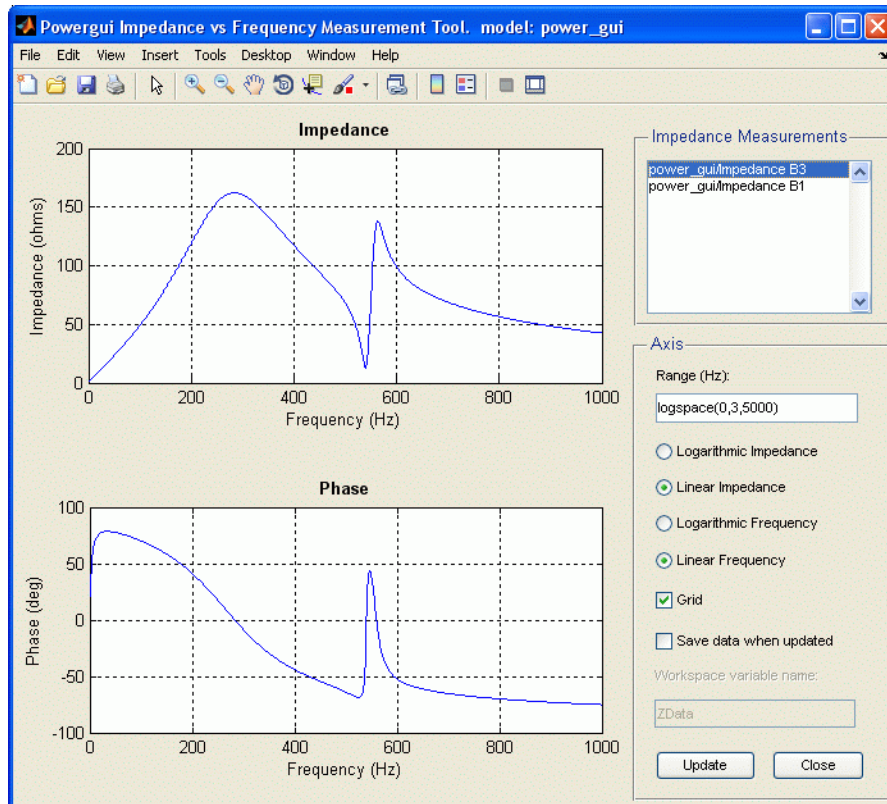 Powergui Impedance vs Frequency Measurement Tool. model: power_gui
File Edit View Insert Tools Desktop Window Help
Impedance
200
150
100
50
0
Impedance (ohms)
0 200 400 600 800 1000
Frequency (Hz)
Phase
100
50
0
-50
-100
Phase (deg)
0 200 400 600 800 1000
Frequency (Hz)
Impedance Measurements
power_gui/Impedance B3
power_gui/Impedance B1
Axis
Range (Hz):
logspace(0,3,5000)
Logarithmic Impedance
Linear Impedance
Logarithmic Frequency
Linear Frequency
Grid
Save data when updated
Workspace variable name:
ZData
Update Close